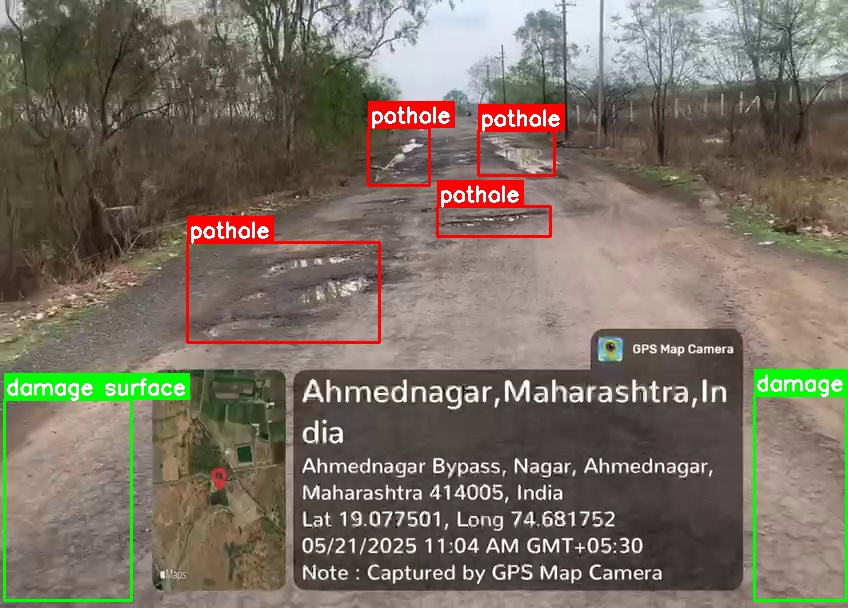 pothole
pothole
pothole
pothole
damage surface
damage
GPS Map Camera
Ahmednagar,Maharashtra,In
dia
Ahmednagar Bypass, Nagar, Ahmednagar,
Maharashtra 414005, India
Lat 19.077501, Long 74.681752
05/21/2025 11:04 AM GMT+05:30
Note : Captured by GPS Map Camera
Maps